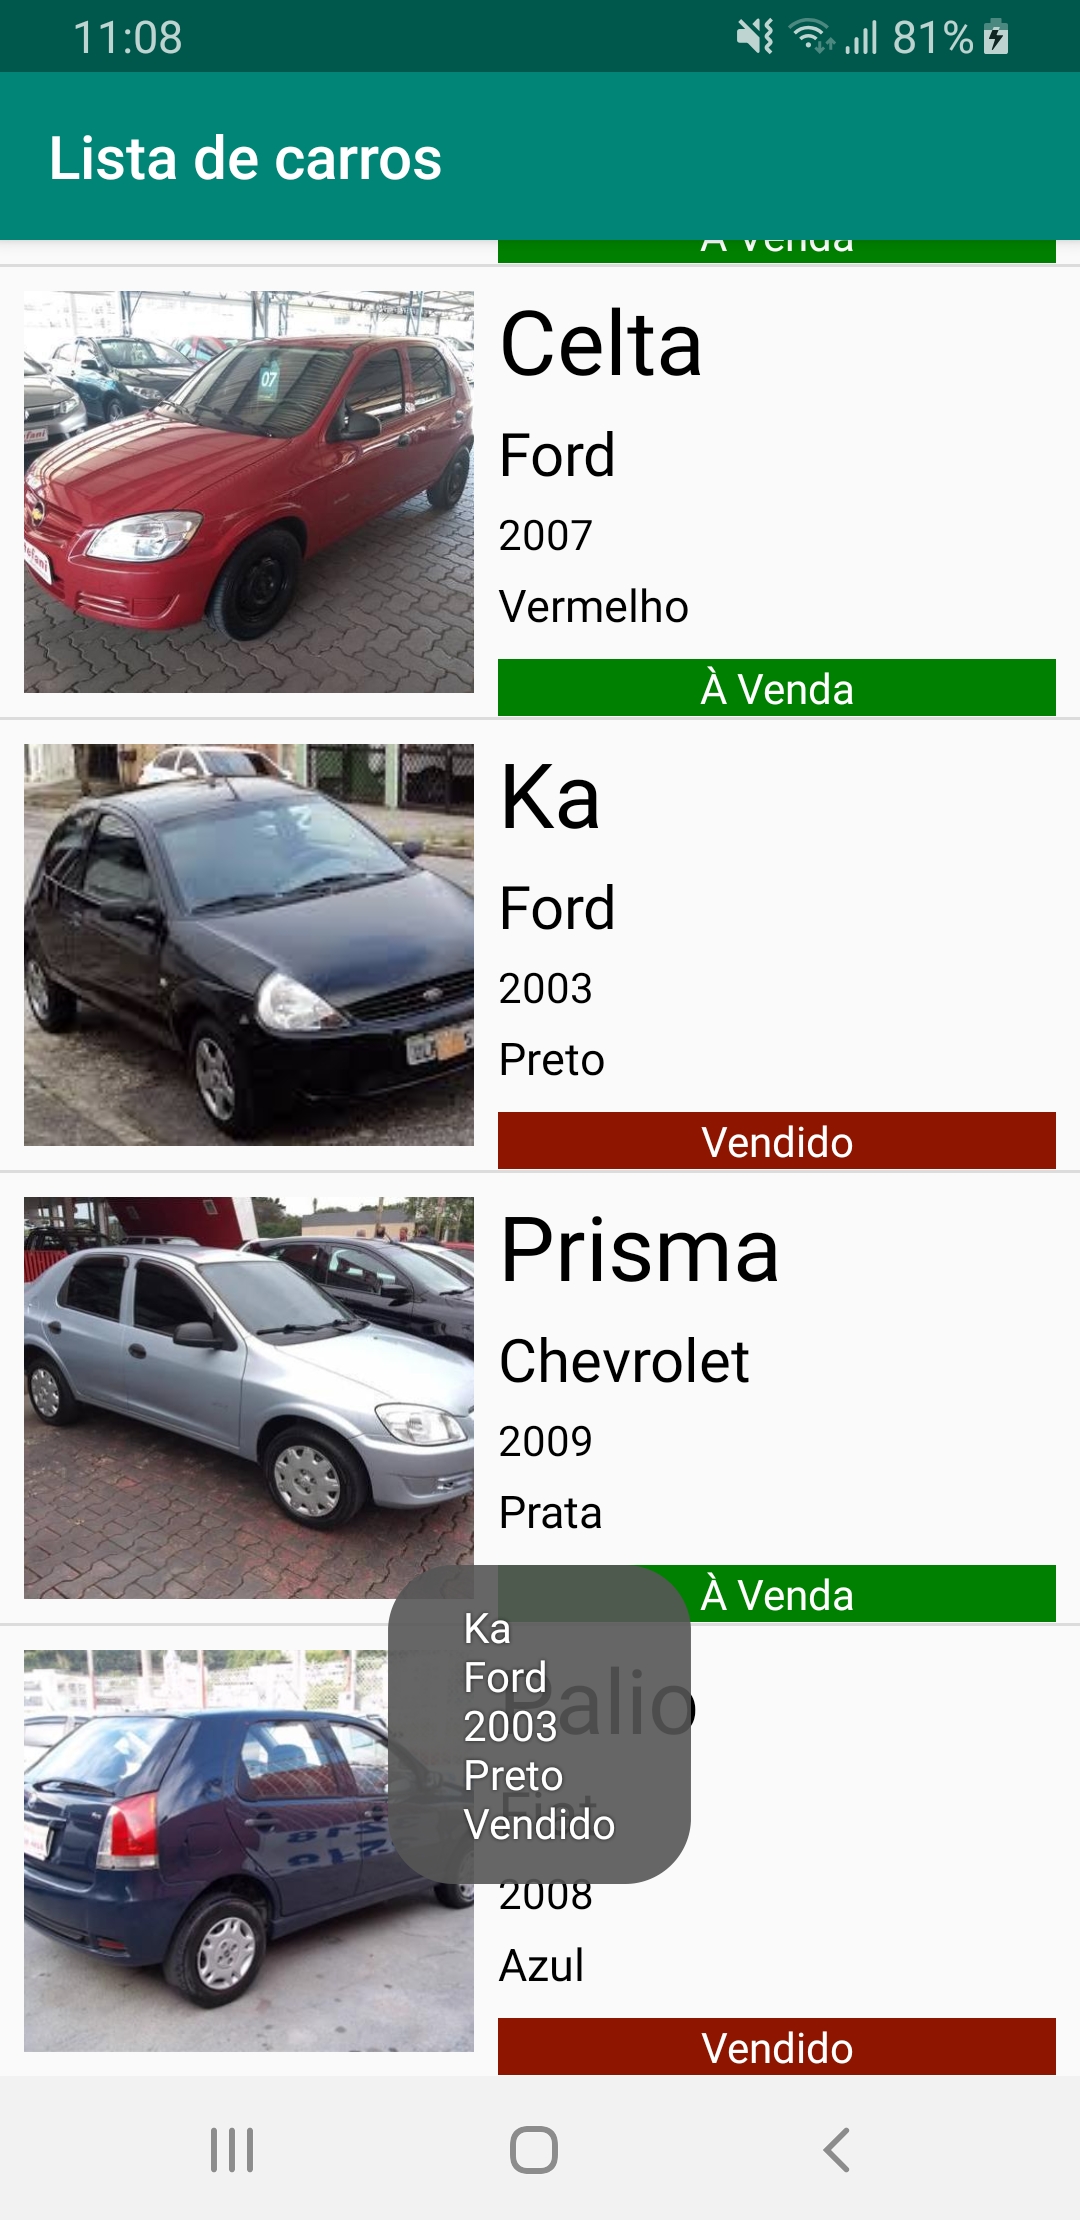 11:08
81%
Lista de carros
À Venda
Celta
Ford
2007
Vermelho
À Venda
07
Ka
Ford
2003
Preto
Vendido
Prisma
Chevrolet
2009
Prata
À Venda
Palio
Fiat
2008
Azul
Vendido
Ka
Ford
2003
Preto
Vendido